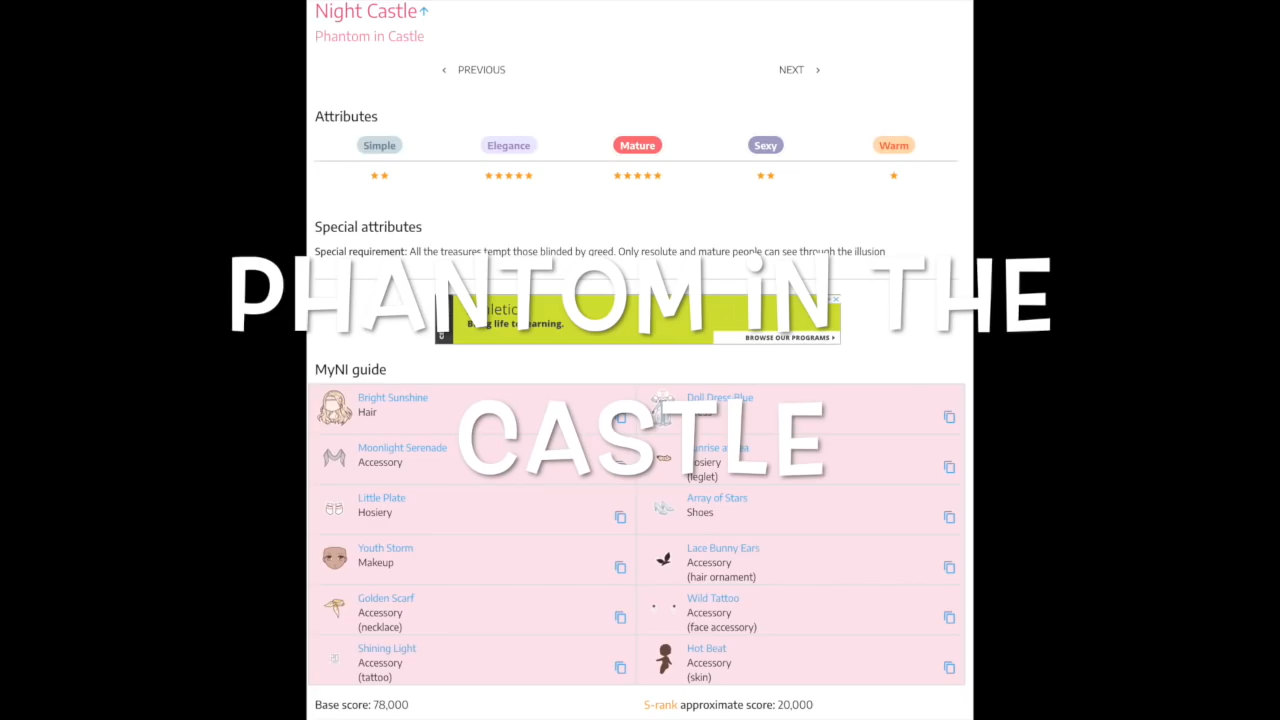 Night Castle
Phantom in Castle
PREVIOUS
NEXT
Attributes
Simple Elegance Mature Sexy Warm
Special attributes
Special requirement: All the treasures tempt those blinded by greed. Only resolute and mature people can see through the illusion
PHANTOM iN THE
BROWSE OUR PROGRAMS
MyNI guide
Bright Sunshine
Hair
Doll Dress Blue
CASTLE
Moonlight Serenade
Accessory
(leglet)
Little Plate
Hosiery
Array of Stars
Shoes
Youth Storm
Makeup
Lace Bunny Ears
Accessory
(hair ornament)
Golden Scarf
Accessory
(necklace)
Wild Tattoo
Accessory
(face accessory)
Shining Light
Accessory
(tattoo)
Hot Beat
Accessory
(skin)
Base score: 78,000
S-rank approximate score: 20,000